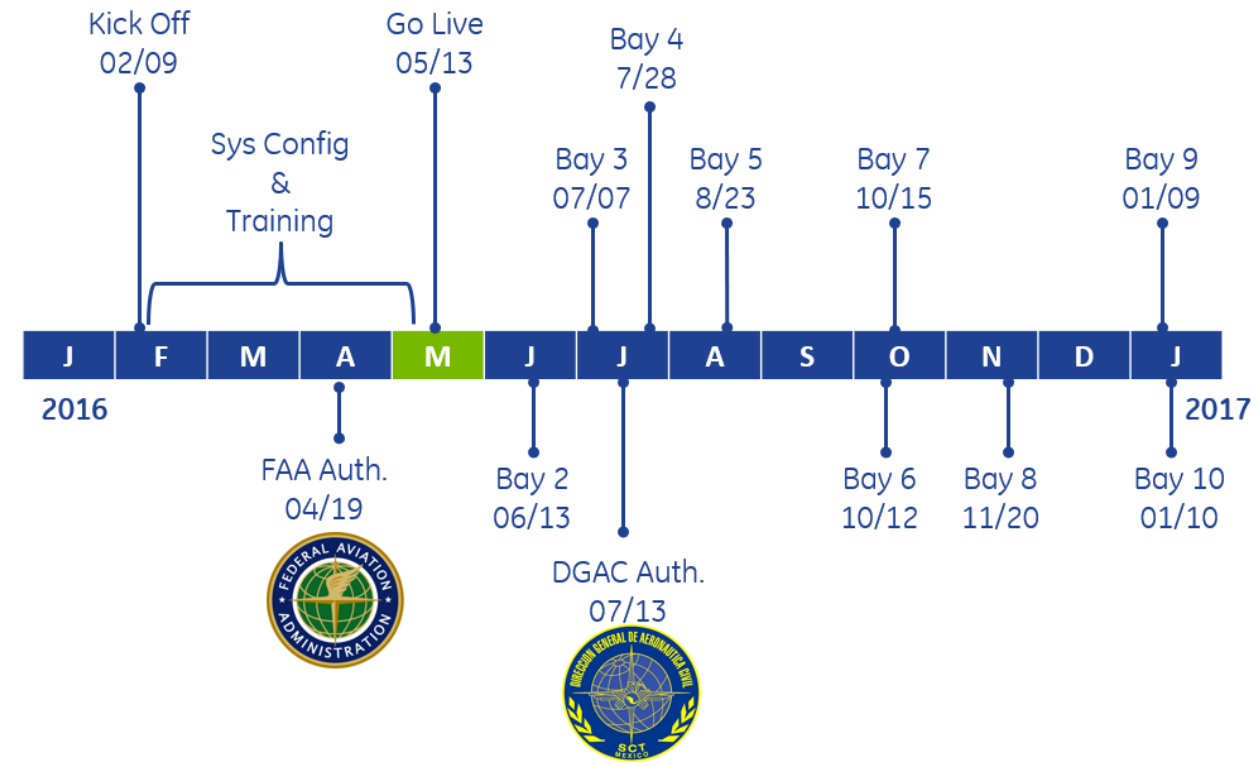 Kick Off
02/09
Go Live
05/13
Bay 4
7/28
Sys Config
&
Training
Bay 3
07/07
Bay 5
8/23
Bay 7
10/15
Bay 9
01/09
J F M A M J J A S O N D J
2016
2017
FAA Auth.
04/19
Bay 2
06/13
Bay 6
10/12
Bay 8
11/20
Bay 10
01/10
DGAC Auth.
07/13
FEDERAL AVIATION
ADMINISTRATION
DIRECCION GENERAL DE AERONAUTICA CIVIL
SCT
MEXICO